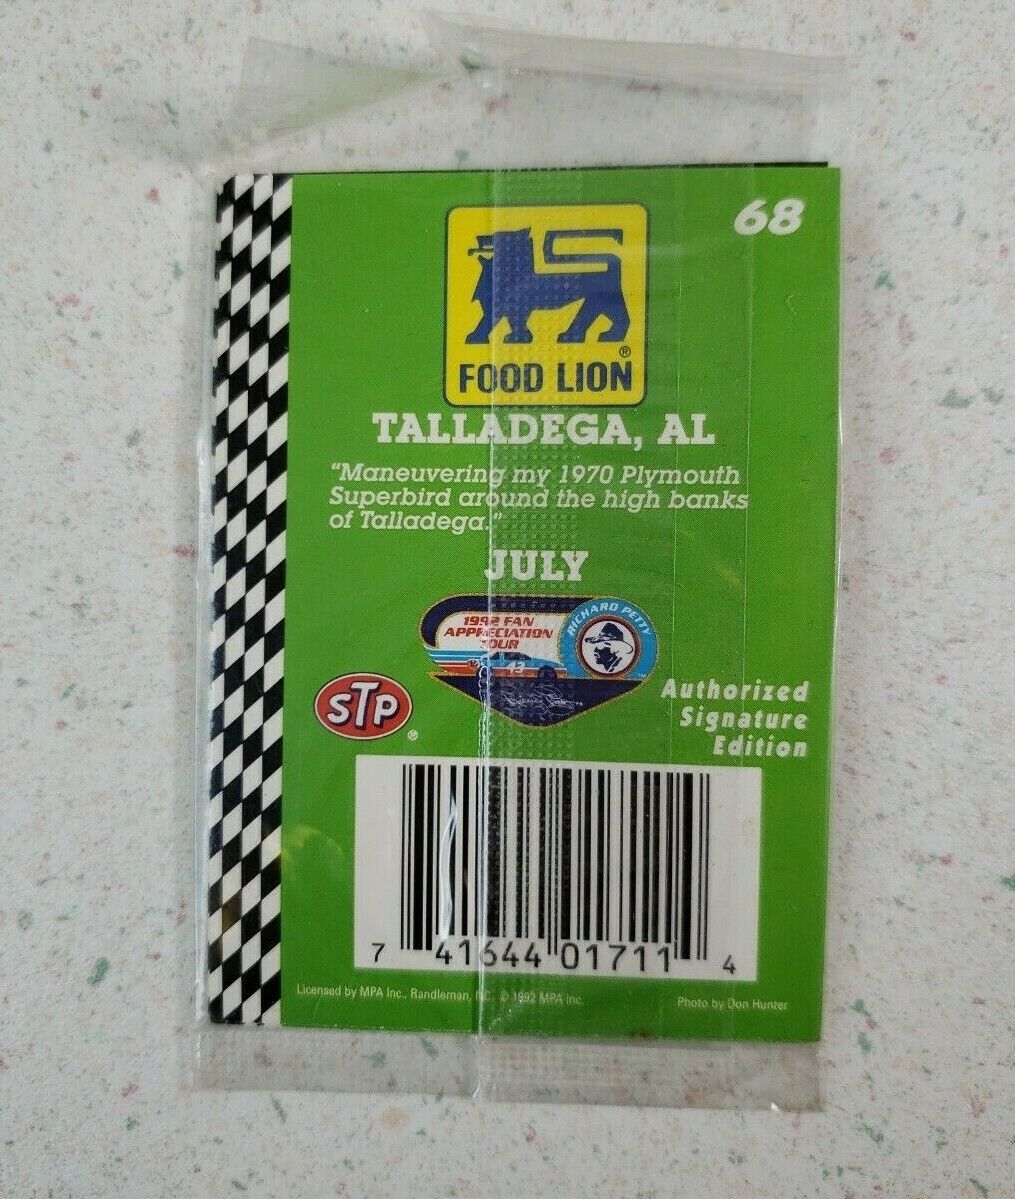 68
FOOD LION
®
TALLADEGA, AL
"Maneuvering my 1970 Plymouth
Superbird around the high banks
of Talladega."
JULY
1992 FAN
APPRECIATION
TOUR
RICHARD PETTY
43
TM
STP
®
Authorized
Signature
Edition
7 41644 01711 4
Licensed by MPA Inc., Randleman, NC. © 1992 MPA Inc.
Photo by Don Hunter